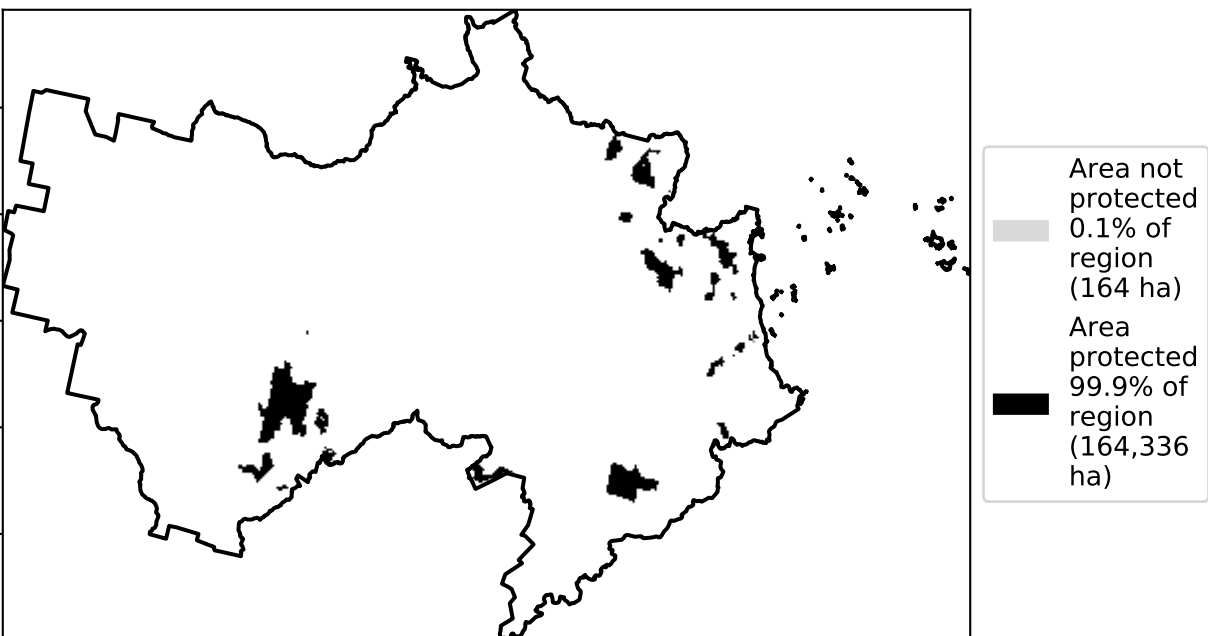 Area not
protected
0.1% of
region
(164 ha)
Area
protected
99.9% of
region
(164,336
ha)